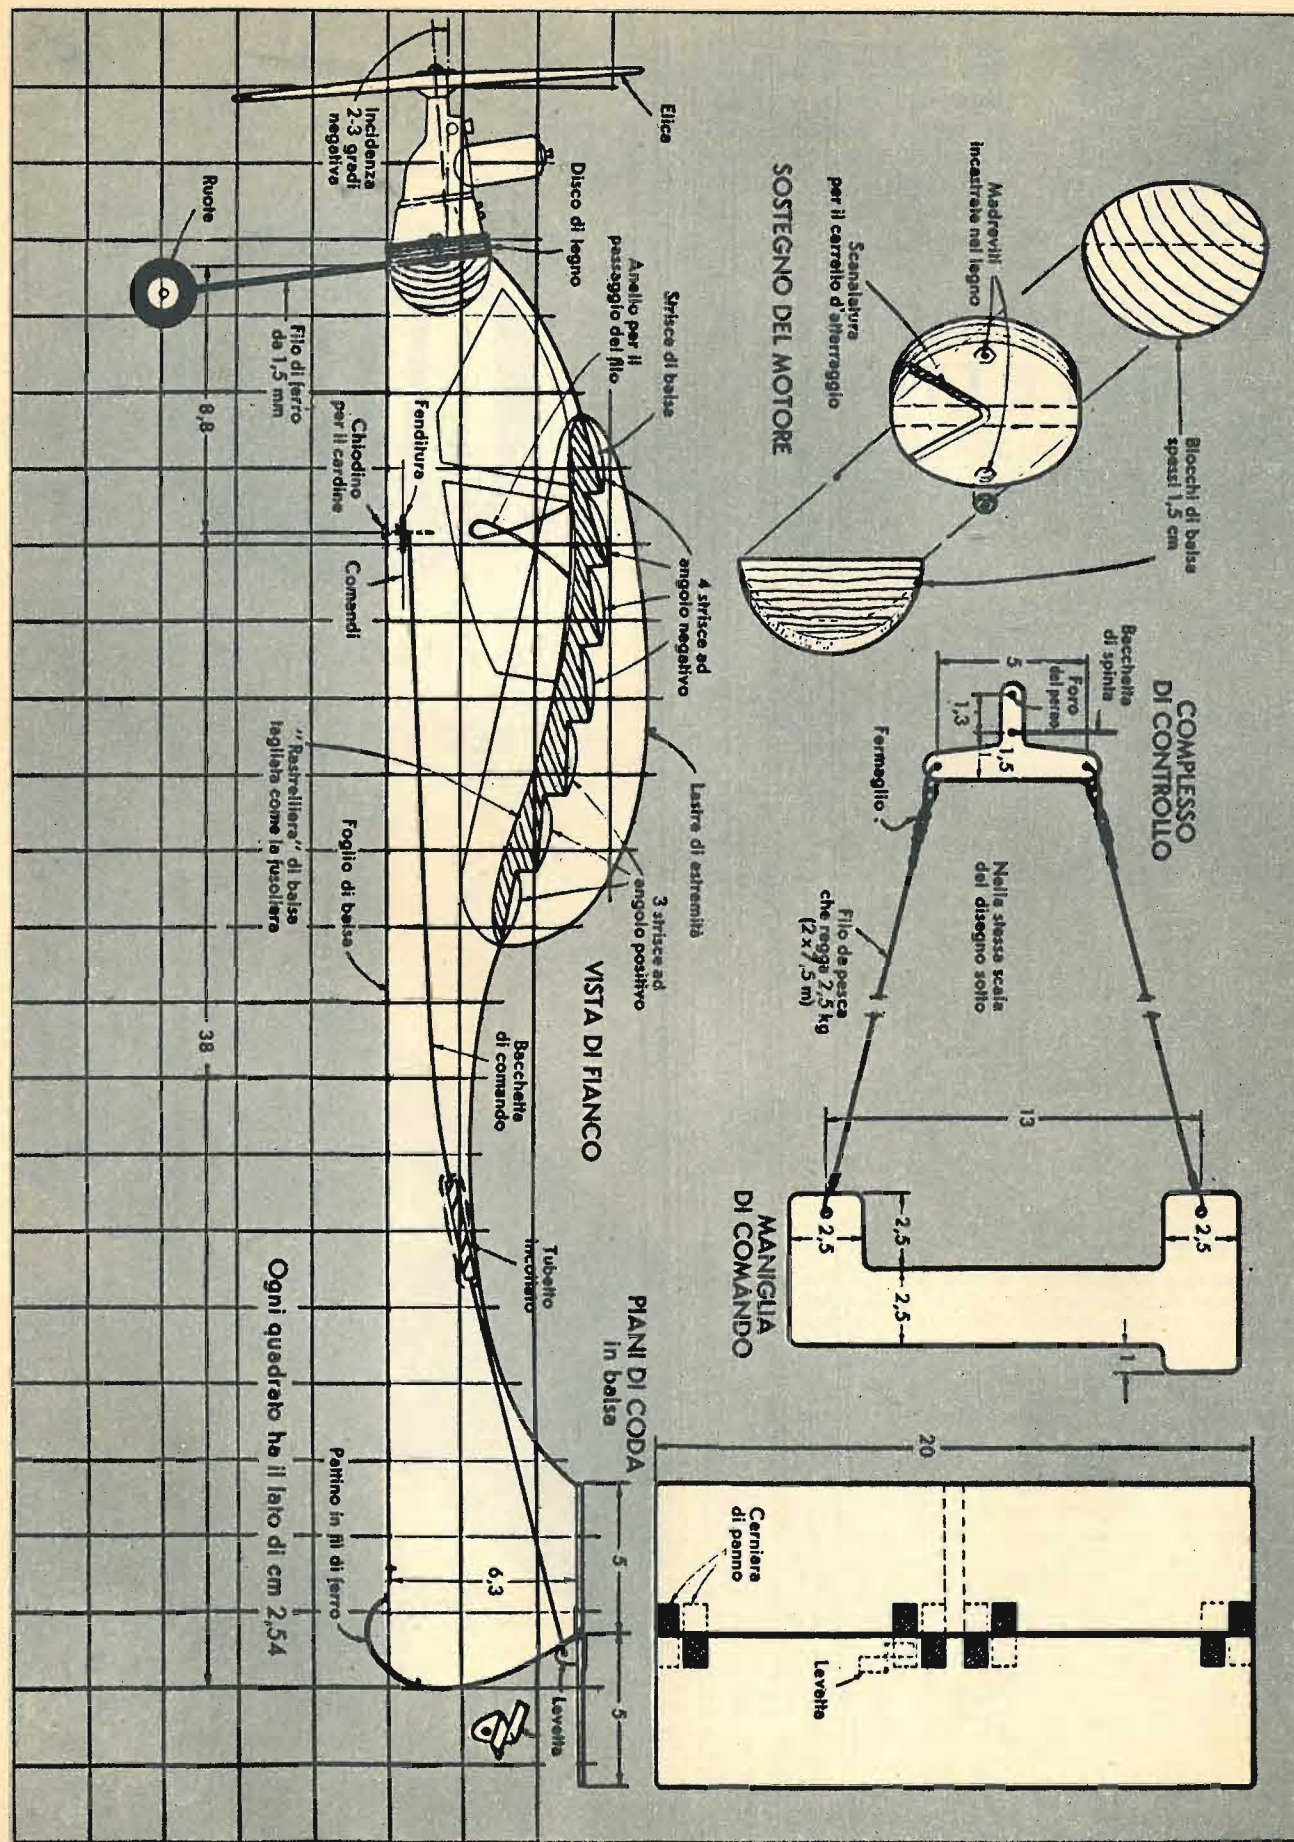 SOSTEGNO DEL MOTORE
Madreviti
incastrate nel legno
Scanalatura
per il carrello d'atterraggio
Blocchi di balsa
spessi 1,5 cm
COMPLESSO
DI CONTROLLO
Bacchetta
di spinta
5
Foro
del perno
1,3
1
1,5
Fermaglio
Nella stessa scala
del disegno sotto
Filo da pesca
che regga 2,5 kg
(2 x 7,5 m)
13
MANIGLIA
DI COMANDO
2,5
2,5
2,5
2,5
1
PIANI DI CODA
in balsa
20
Cerniera
di panno
Levetta
5
5
Elica
Incidenza
2-3 gradi
negativa
Disco di legno
Anello per il
passaggio del filo
Strisce di balsa
4 strisce ad
angolo negativo
Lastre di estremità
3 strisce ad
angolo positivo
VISTA DI FIANCO
Ruote
Filo di ferro
da 1,5 mm
8,8
Fenditura
Chiodino
per il cardine
Comandi
"Rastrelliera" di balsa
tagliata come la fusoliera
Foglio di balsa
38
Bacchetta
di comando
Tubetto
incollato
6,3
Levetta
Pattino in fil di ferro
Ogni quadrato ha il lato di cm 2,54